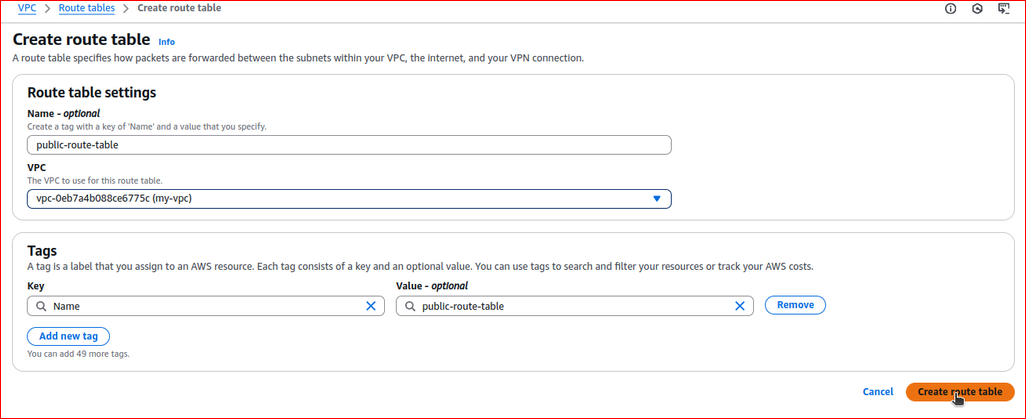 VPC > Route tables > Create route table
Create route table Info
A route table specifies how packets are forwarded between the subnets within your VPC, the internet, and your VPN connection.
Route table settings
Name - optional
Create a tag with a key of 'Name' and a value that you specify.
public-route-table
VPC
The VPC to use for this route table.
vpc-0eb7a4b088ce6775c (my-vpc)
Tags
A tag is a label that you assign to an AWS resource. Each tag consists of a key and an optional value. You can use tags to search and filter your resources or track your AWS costs.
Key Value - optional
Name public-route-table Remove
Add new tag
You can add 49 more tags.
Cancel Create route table